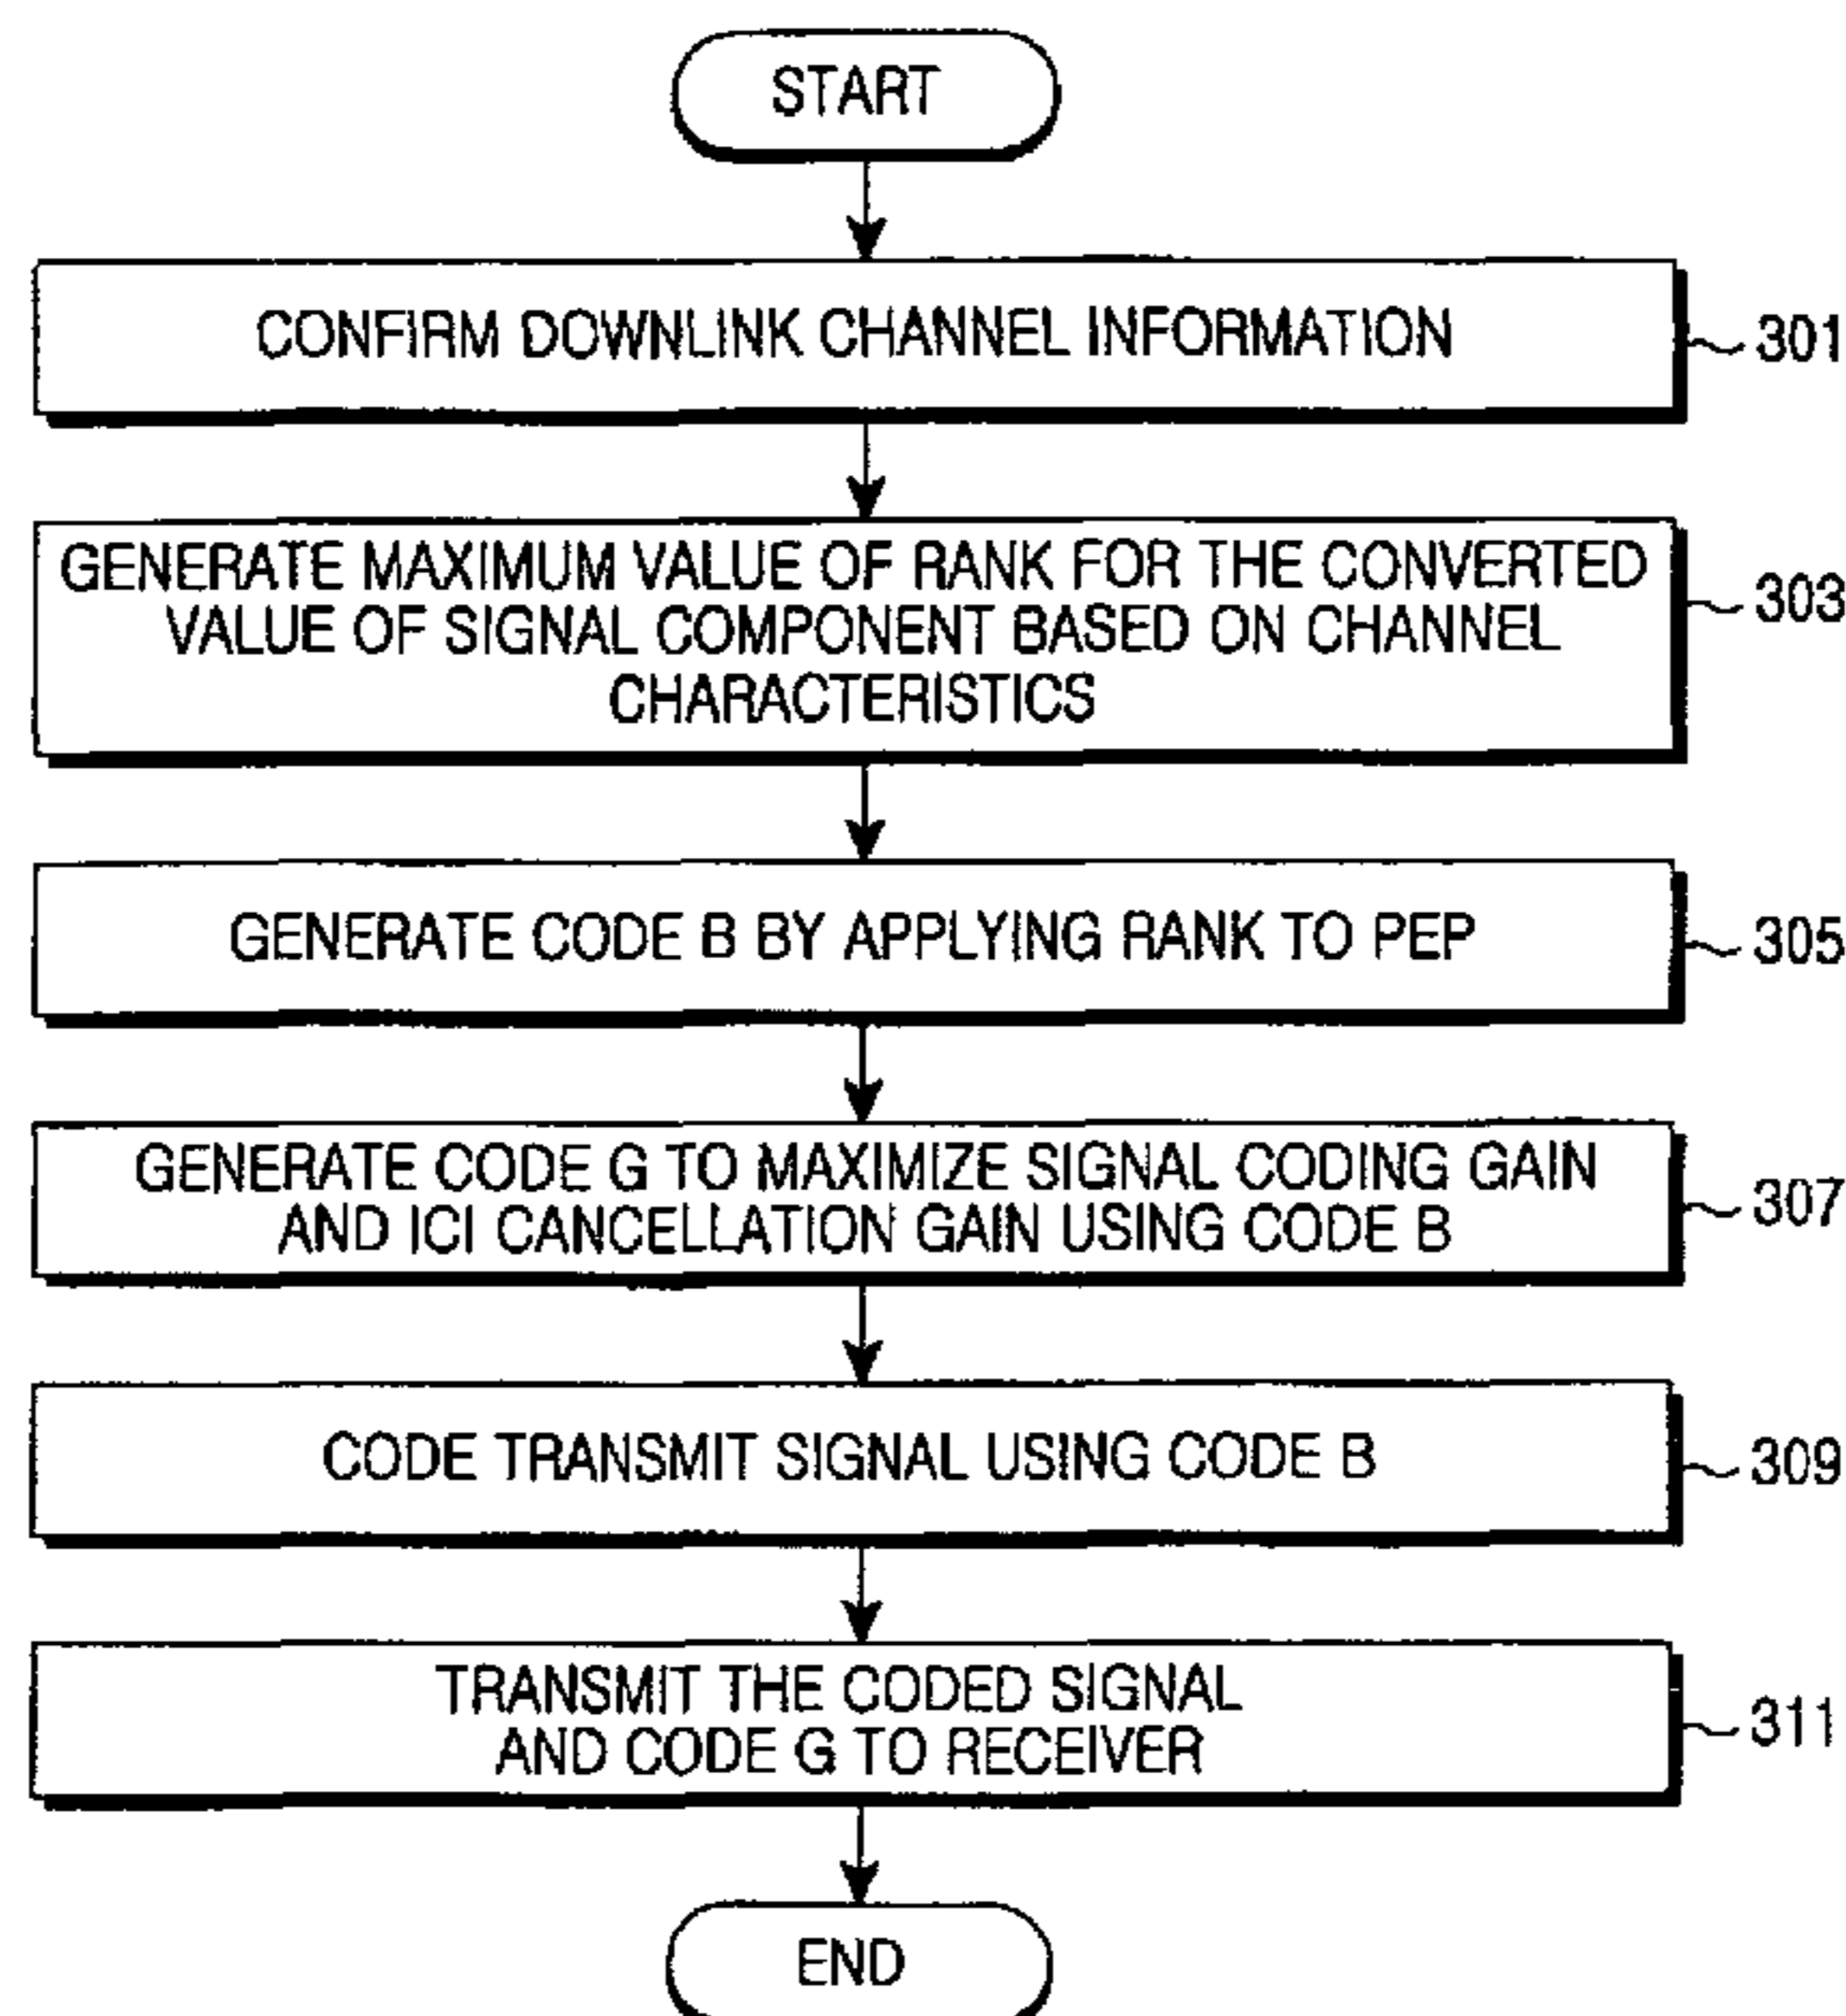 START
CONFIRM DOWNLINK CHANNEL INFORMATION
301
GENERATE MAXIMUM VALUE OF RANK FOR THE CONVERTED
VALUE OF SIGNAL COMPONENT BASED ON CHANNEL
CHARACTERISTICS
303
GENERATE CODE B BY APPLYING RANK TO PEP
305
GENERATE CODE G TO MAXIMIZE SIGNAL CODING GAIN
AND ICI CANCELLATION GAIN USING CODE B
307
CODE TRANSMIT SIGNAL USING CODE B
309
TRANSMIT THE CODED SIGNAL
AND CODE G TO RECEIVER
311
END